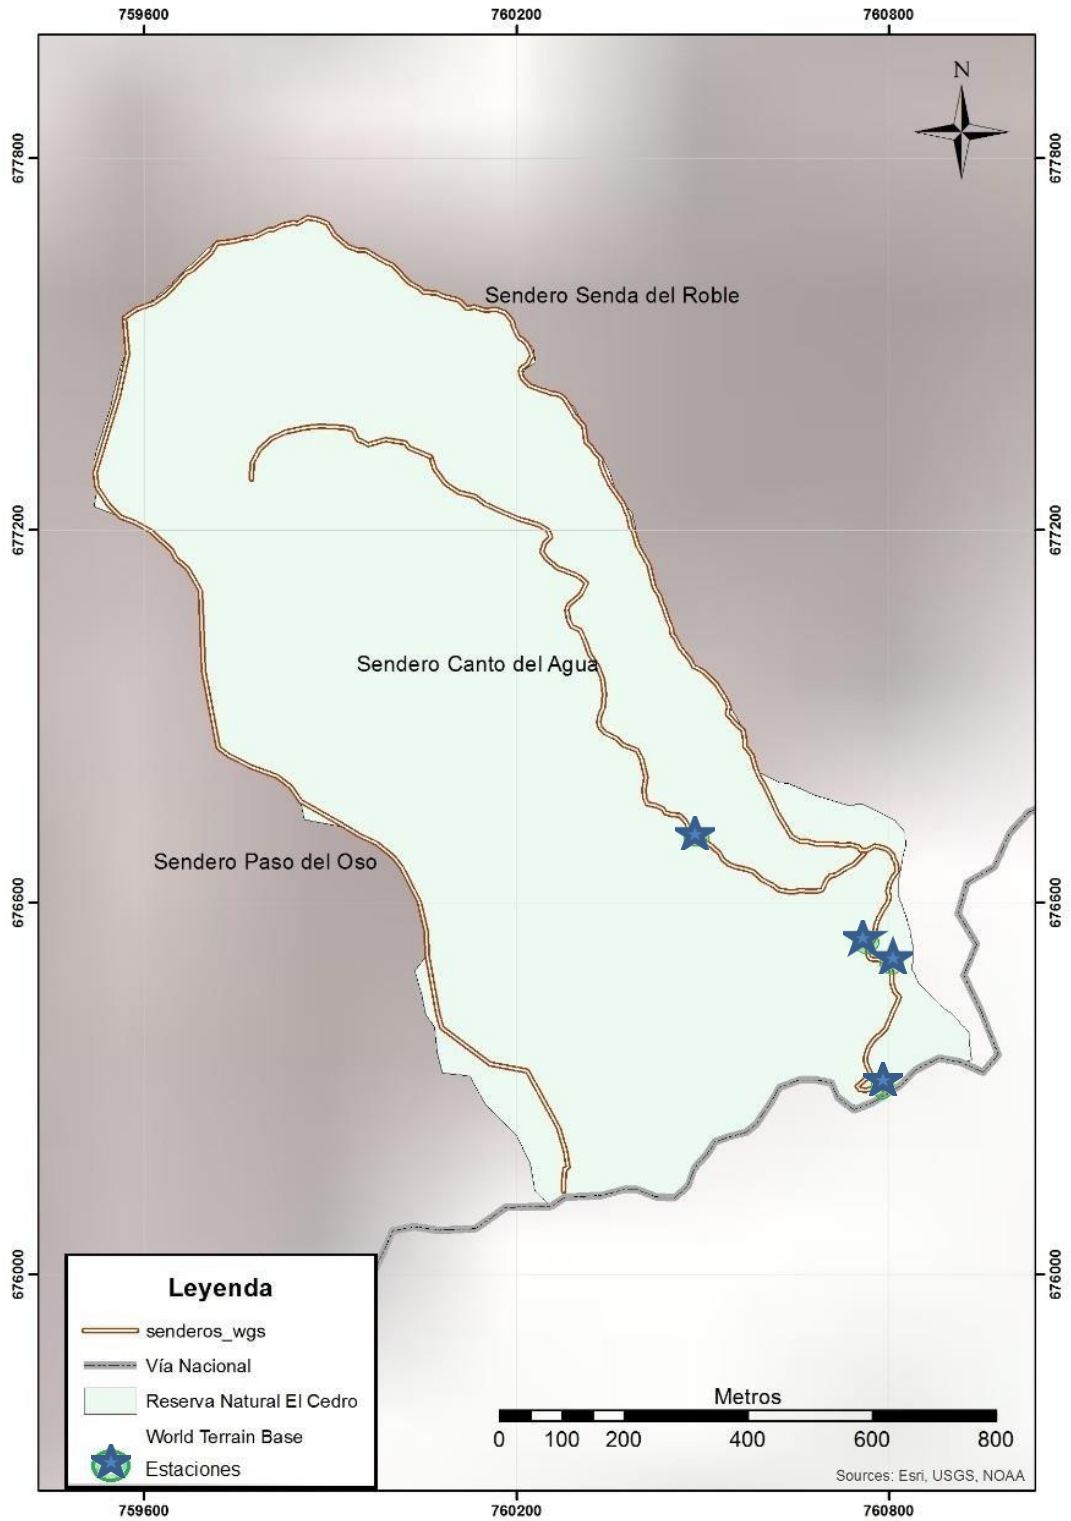 759600 760200 760800
N
677800 677800
Sendero Senda del Roble
677200 677200
Sendero Canto del Agua
Sendero Paso del Oso
676600 676600
676000 676000
Leyenda
senderos_wgs
Vía Nacional
Reserva Natural El Cedro
World Terrain Base
Estaciones
Metros
0 100 200 400 600 800
Sources: Esri, USGS, NOAA
759600 760200 760800